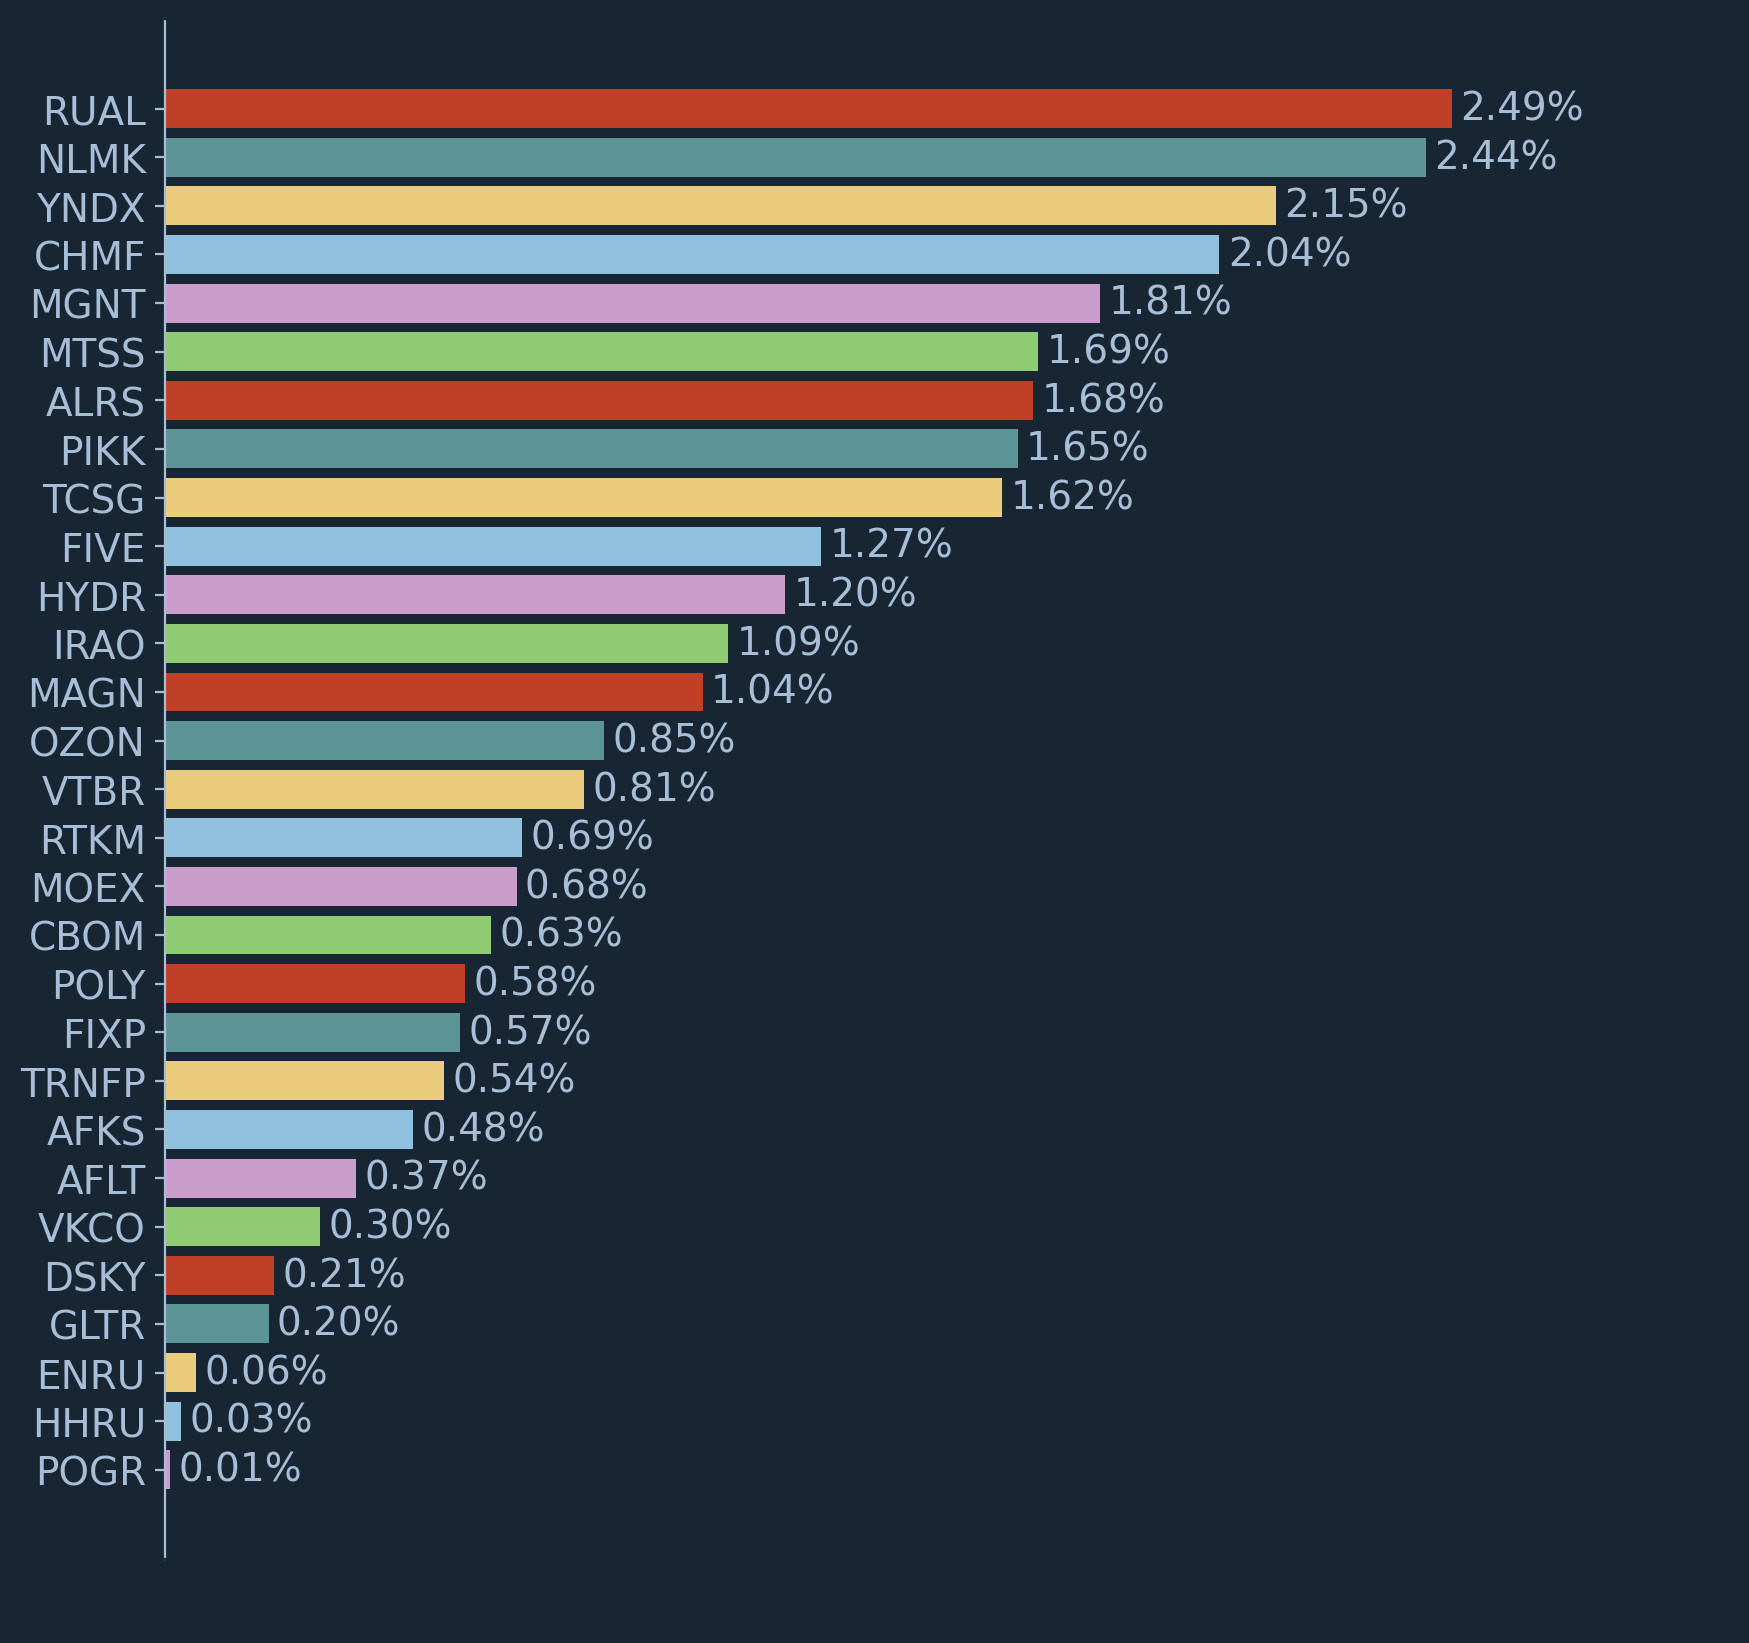 RUAL 2.49%
NLMK 2.44%
YNDX 2.15%
CHMF 2.04%
MGNT 1.81%
MTSS 1.69%
ALRS 1.68%
PIKK 1.65%
TCSG 1.62%
FIVE 1.27%
HYDR 1.20%
IRAO 1.09%
MAGN 1.04%
OZON 0.85%
VTBR 0.81%
RTKM 0.69%
MOEX 0.68%
CBOM 0.63%
POLY 0.58%
FIXP 0.57%
TRNFP 0.54%
AFKS 0.48%
AFLT 0.37%
VKCO 0.30%
DSKY 0.21%
GLTR 0.20%
ENRU 0.06%
HHRU 0.03%
POGR 0.01%